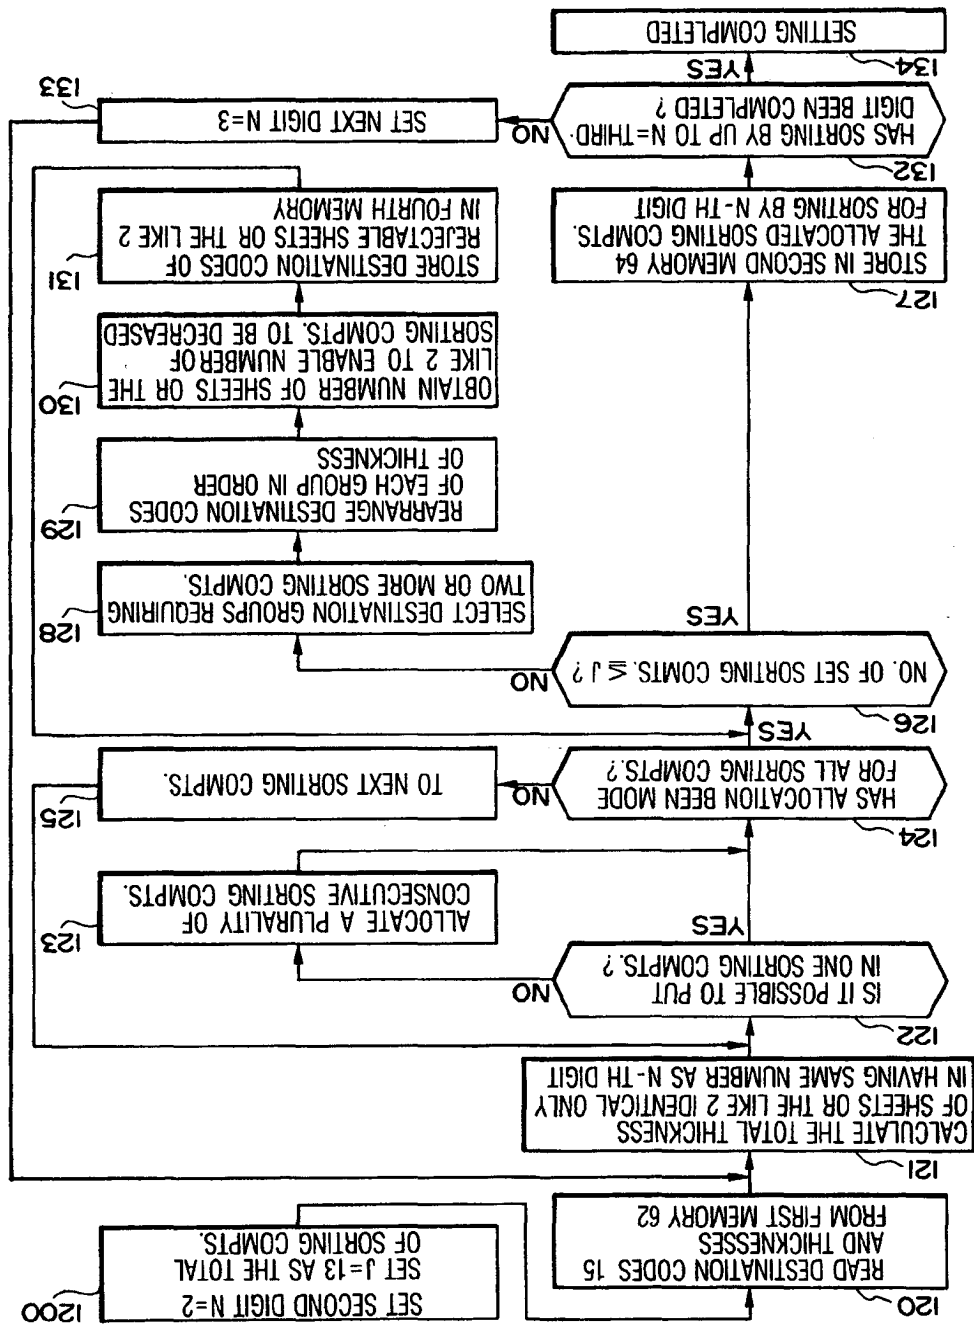 1200
SET SECOND DIGIT N=2
SET J=13 AS THE TOTAL
OF SORTING COMPTS.
120
READ DESTINATION CODES 15
AND THICKNESSES
FROM FIRST MEMORY 62
121
CALCULATE THE TOTAL THICKNESS
OF SHEETS OR THE LIKE 2 IDENTICAL ONLY
IN HAVING SAME NUMBER AS N-TH DIGIT
122
IS IT POSSIBLE TO PUT
IN ONE SORTING COMPTS.?
NO
YES
123
ALLOCATE A PLURALITY OF
CONSECUTIVE SORTING COMPTS.
124
HAS ALLOCATION BEEN MODE
FOR ALL SORTING COMPTS.?
NO
YES
125
TO NEXT SORTING COMPTS.
126
NO. OF SET SORTING COMTS. ≦ J ?
NO
YES
128
SELECT DESTINATION GROUPS REQUIRING
TWO OR MORE SORTING COMPTS.
129
REARRANGE DESTINATION CODES
OF EACH GROUP IN ORDER
OF THICKNESS
130
OBTAIN NUMBER OF SHEETS OR THE
LIKE 2 TO ENABLE NUMBER OF
SORTING COMPTS. TO BE DECREASED
131
STORE DESTINATION CODES OF
REJECTABLE SHEETS OR THE LIKE 2
IN FOURTH MEMORY
127
STORE IN SECOND MEMORY 64
THE ALLOCATED SORTING COMPTS.
FOR SORTING BY N-TH DIGIT
132
HAS SORTING BY UP TO N=THIRD
DIGIT BEEN COMPLETED ?
NO
YES
133
SET NEXT DIGIT N=3
134
SETTING COMPLETED